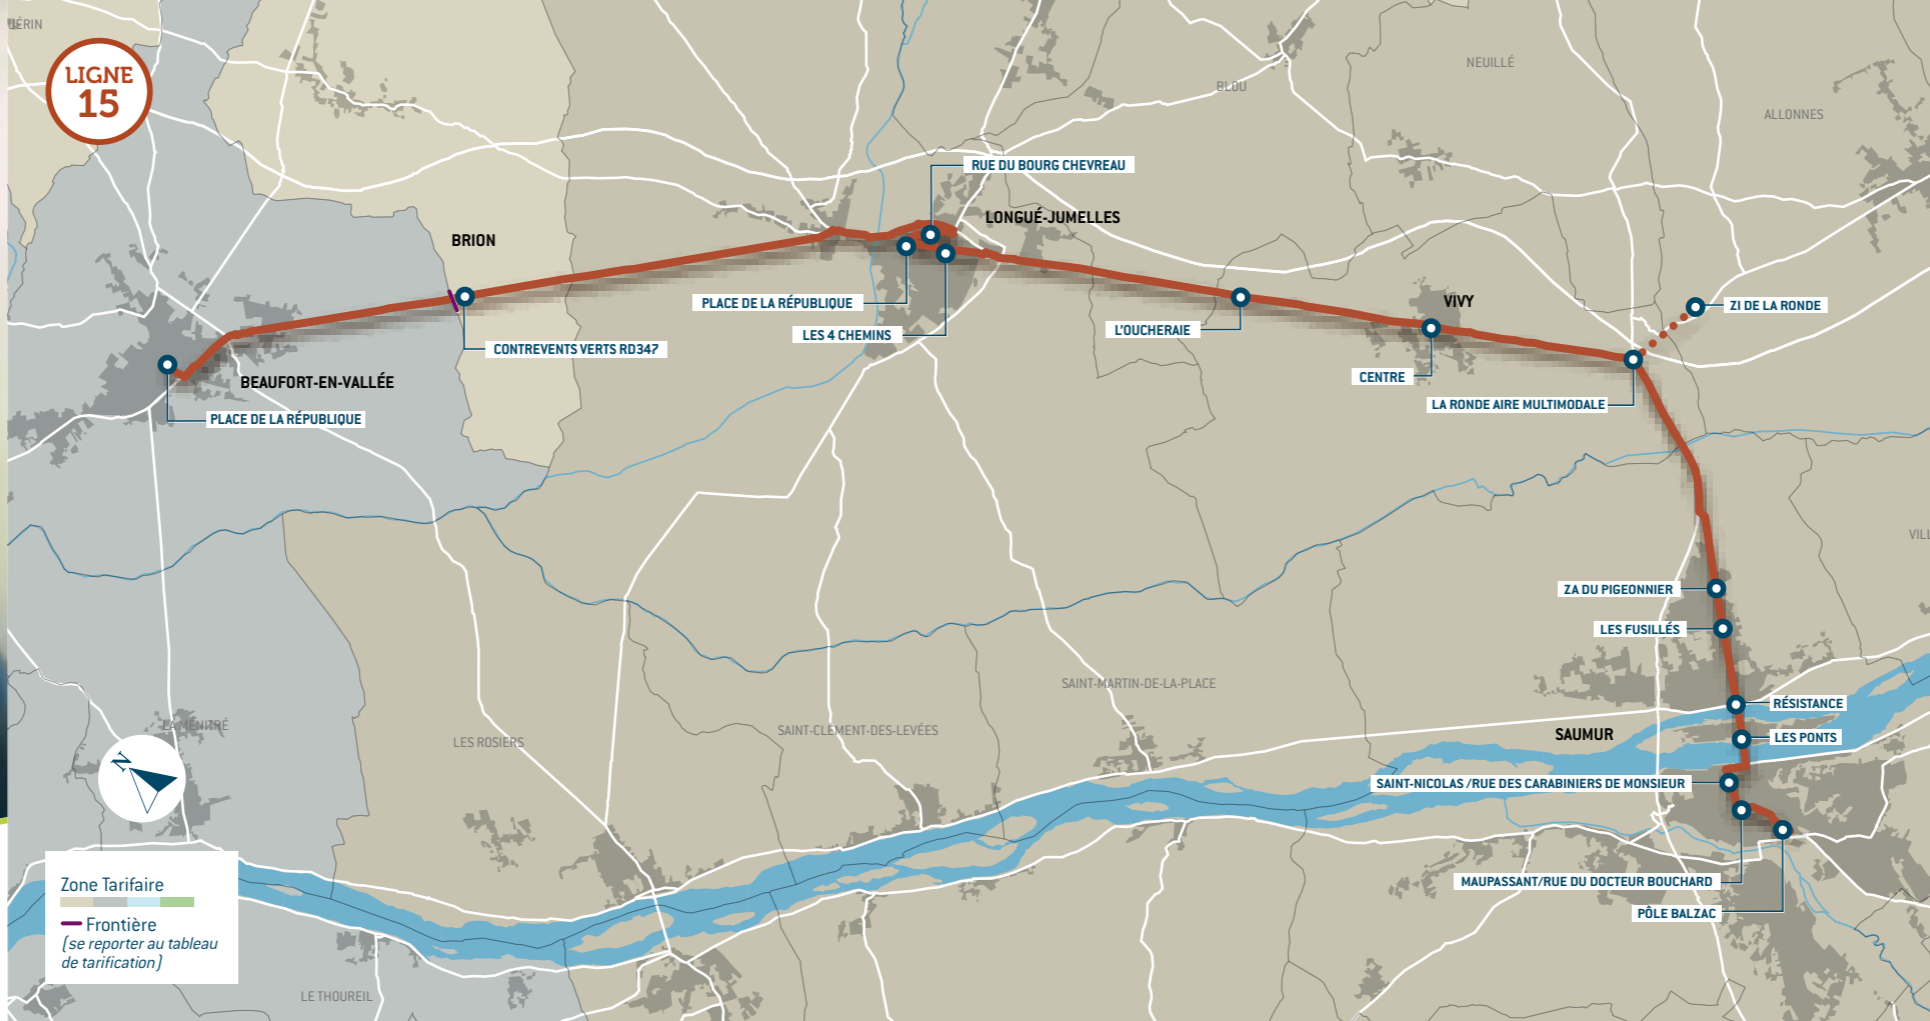 UÉRIN
LIGNE
15
NEUILLÉ
BLOU
ALLONNES
RUE DU BOURG CHEVREAU
LONGUÉ-JUMELLES
BRION
PLACE DE LA RÉPUBLIQUE
VIVY
ZI DE LA RONDE
LES 4 CHEMINS
L'OUCHERAIE
CONTREVENTS VERTS RD347
CENTRE
BEAUFORT-EN-VALLÉE
LA RONDE AIRE MULTIMODALE
PLACE DE LA RÉPUBLIQUE
VILL
ZA DU PIGEONNIER
LES FUSILLÉS
SAINT-MARTIN-DE-LA-PLACE
RÉSISTANCE
LA MÉNITRÉ
SAINT-CLÉMENT-DES-LEVÉES
SAUMUR
LES PONTS
LES ROSIERS
N
SAINT-NICOLAS /RUE DES CARABINIERS DE MONSIEUR
MAUPASSANT/RUE DU DOCTEUR BOUCHARD
PÔLE BALZAC
Zone Tarifaire
Frontière
(se reporter au tableau
de tarification)
LE THOUREIL